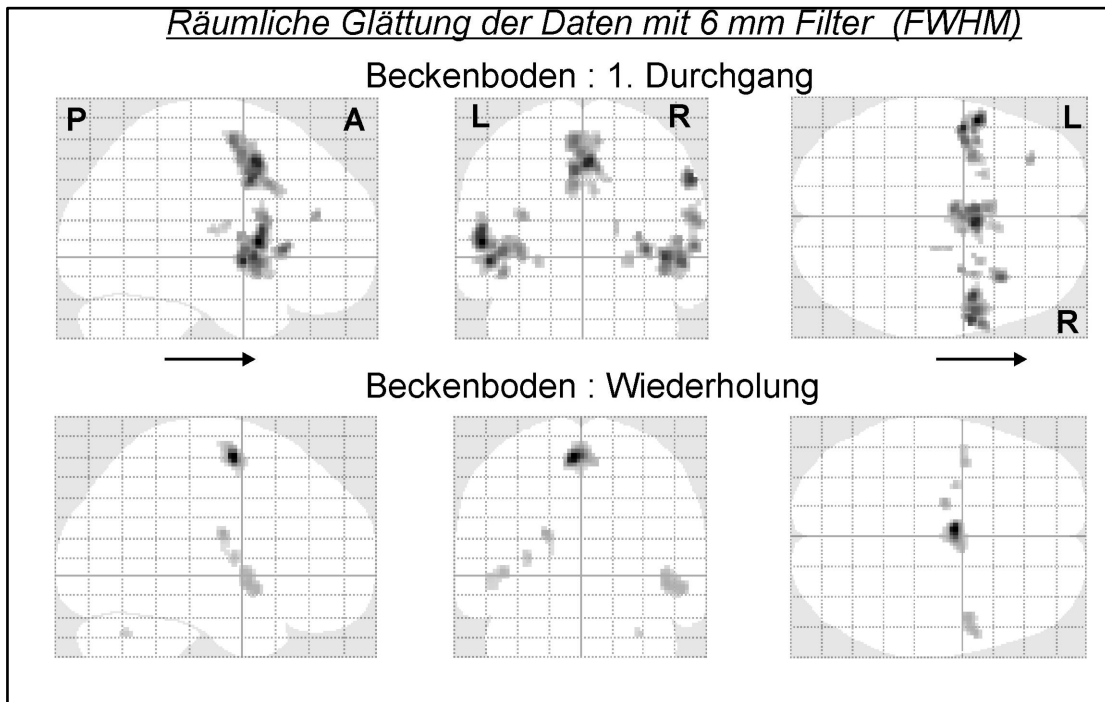 Räumliche Glättung der Daten mit 6 mm Filter (FWHM)
Beckenboden : 1. Durchgang
P A L R L
R
Beckenboden : Wiederholung